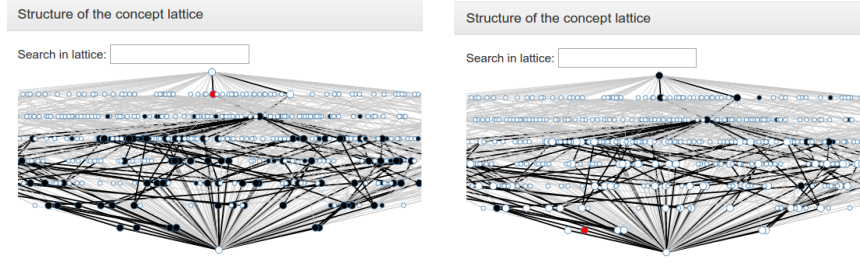 Structure of the concept lattice
Search in lattice:
Structure of the concept lattice
Search in lattice: